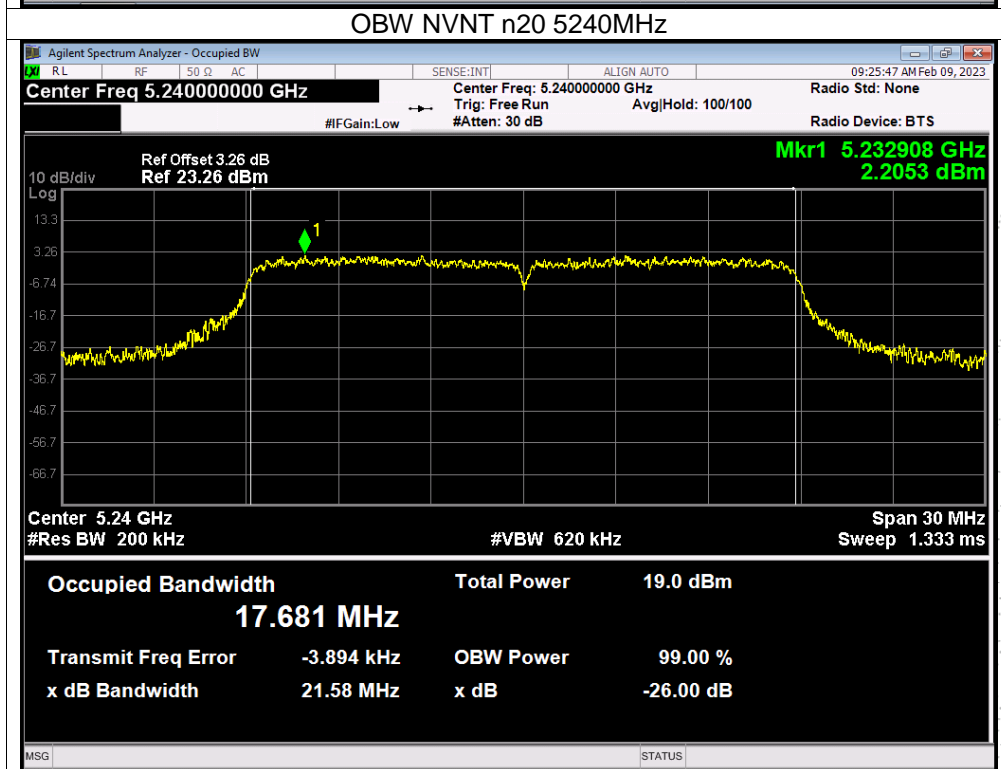 OBW NVNT n20 5240MHz
Agilent Spectrum Analyzer - Occupied BW
LXI RL RF 50 Ω AC SENSE:INT ALIGN AUTO 09:25:47 AM Feb 09, 2023
Center Freq 5.240000000 GHz
Center Freq: 5.240000000 GHz
Radio Std: None
Trig: Free Run Avg|Hold: 100/100
#IFGain:Low #Atten: 30 dB Radio Device: BTS
Mkr1 5.232908 GHz
2.2053 dBm
Ref Offset 3.26 dB
10 dB/div Ref 23.26 dBm
Log
1
13.3
3.26
-6.74
-16.7
-26.7
-36.7
-46.7
-56.7
-66.7
Center 5.24 GHz Span 30 MHz
#Res BW 200 kHz #VBW 620 kHz Sweep 1.333 ms
Occupied Bandwidth Total Power 19.0 dBm
17.681 MHz
Transmit Freq Error -3.894 kHz OBW Power 99.00 %
x dB Bandwidth 21.58 MHz x dB -26.00 dB
MSG STATUS